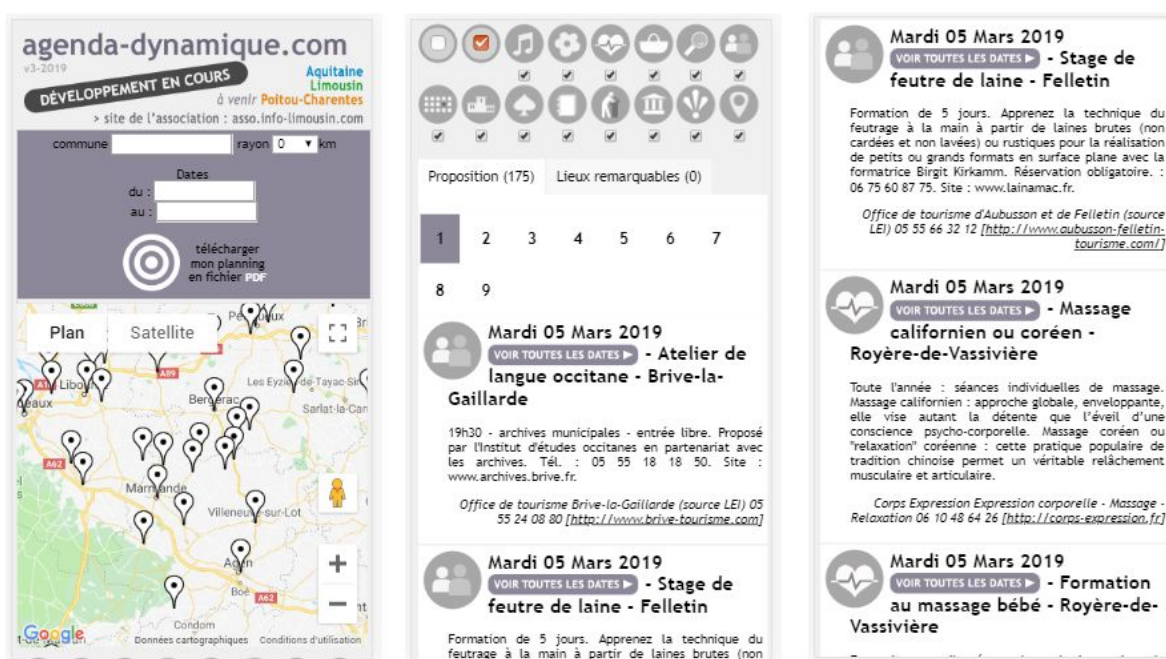 agenda-dynamique.com
v3-2019
DÉVELOPPEMENT EN COURS
Aquitaine
Limousin
à venir Poitou-Charentes
> site de l'association : asso.info-limousin.com
commune rayon 0 km
Dates
du :
au :
télécharger
mon planning
en fichier PDF
Plan Satellite
A89
Les Eyzies-de-Tayac-Sir
Bergerac
Sarlat-la-Can
A62
Marmande
Villeneuve-sur-Lot
Agen
Boé
A62
Condom
Google
Données cartographiques Conditions d'utilisation
Proposition (175) Lieux remarquables (0)
1 2 3 4 5 6 7
8 9
Mardi 05 Mars 2019
VOIR TOUTES LES DATES - Atelier de
langue occitane - Brive-la-
Gaillarde
19h30 - archives municipales - entrée libre. Proposé
par l'Institut d'études occitanes en partenariat avec
les archives. Tél. : 05 55 18 18 50. Site :
www.archives.brive.fr.
Office de tourisme Brive-la-Gaillarde (source LEI) 05
55 24 08 80 [http://www.brive-tourisme.com]
Mardi 05 Mars 2019
VOIR TOUTES LES DATES - Stage de
feutre de laine - Felletin
Formation de 5 jours. Apprenez la technique du
feutrage à la main à partir de laines brutes (non
Mardi 05 Mars 2019
VOIR TOUTES LES DATES - Stage de
feutre de laine - Felletin
Formation de 5 jours. Apprenez la technique du
feutrage à la main à partir de laines brutes (non
cardées et non lavées) ou rustiques pour la réalisation
de petits ou grands formats en surface plane avec la
formatrice Birgit Kirkamm. Réservation obligatoire. :
06 75 60 87 75. Site : www.lainamac.fr.
Office de tourisme d'Aubusson et de Felletin (source
LEI) 05 55 66 32 12 [http://www.aubusson-felletin-
tourisme.com/]
Mardi 05 Mars 2019
VOIR TOUTES LES DATES - Massage
californien ou coréen -
Royère-de-Vassivière
Toute l'année : séances individuelles de massage.
Massage californien : approche globale, enveloppante,
elle vise autant la détente que l'éveil d'une
conscience psycho-corporelle. Massage coréen ou
"relaxation" coréenne : cette pratique populaire de
tradition chinoise permet un véritable relâchement
musculaire et articulaire.
Corps Expression Expression corporelle - Massage -
Relaxation 06 10 48 64 26 [http://corps-expression.fr]
Mardi 05 Mars 2019
VOIR TOUTES LES DATES - Formation
au massage bébé - Royère-de-
Vassivière